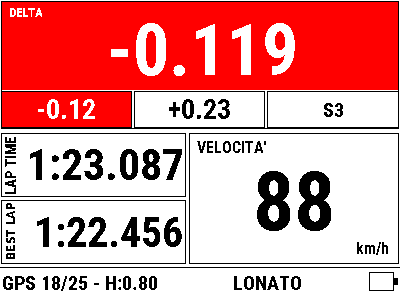 DELTA
-0.119
-0.12 +0.23 S3
LAP TIME 1:23.087
BEST LAP 1:22.456
VELOCITA'
88
km/h
GPS 18/25 - H:0.80 LONATO